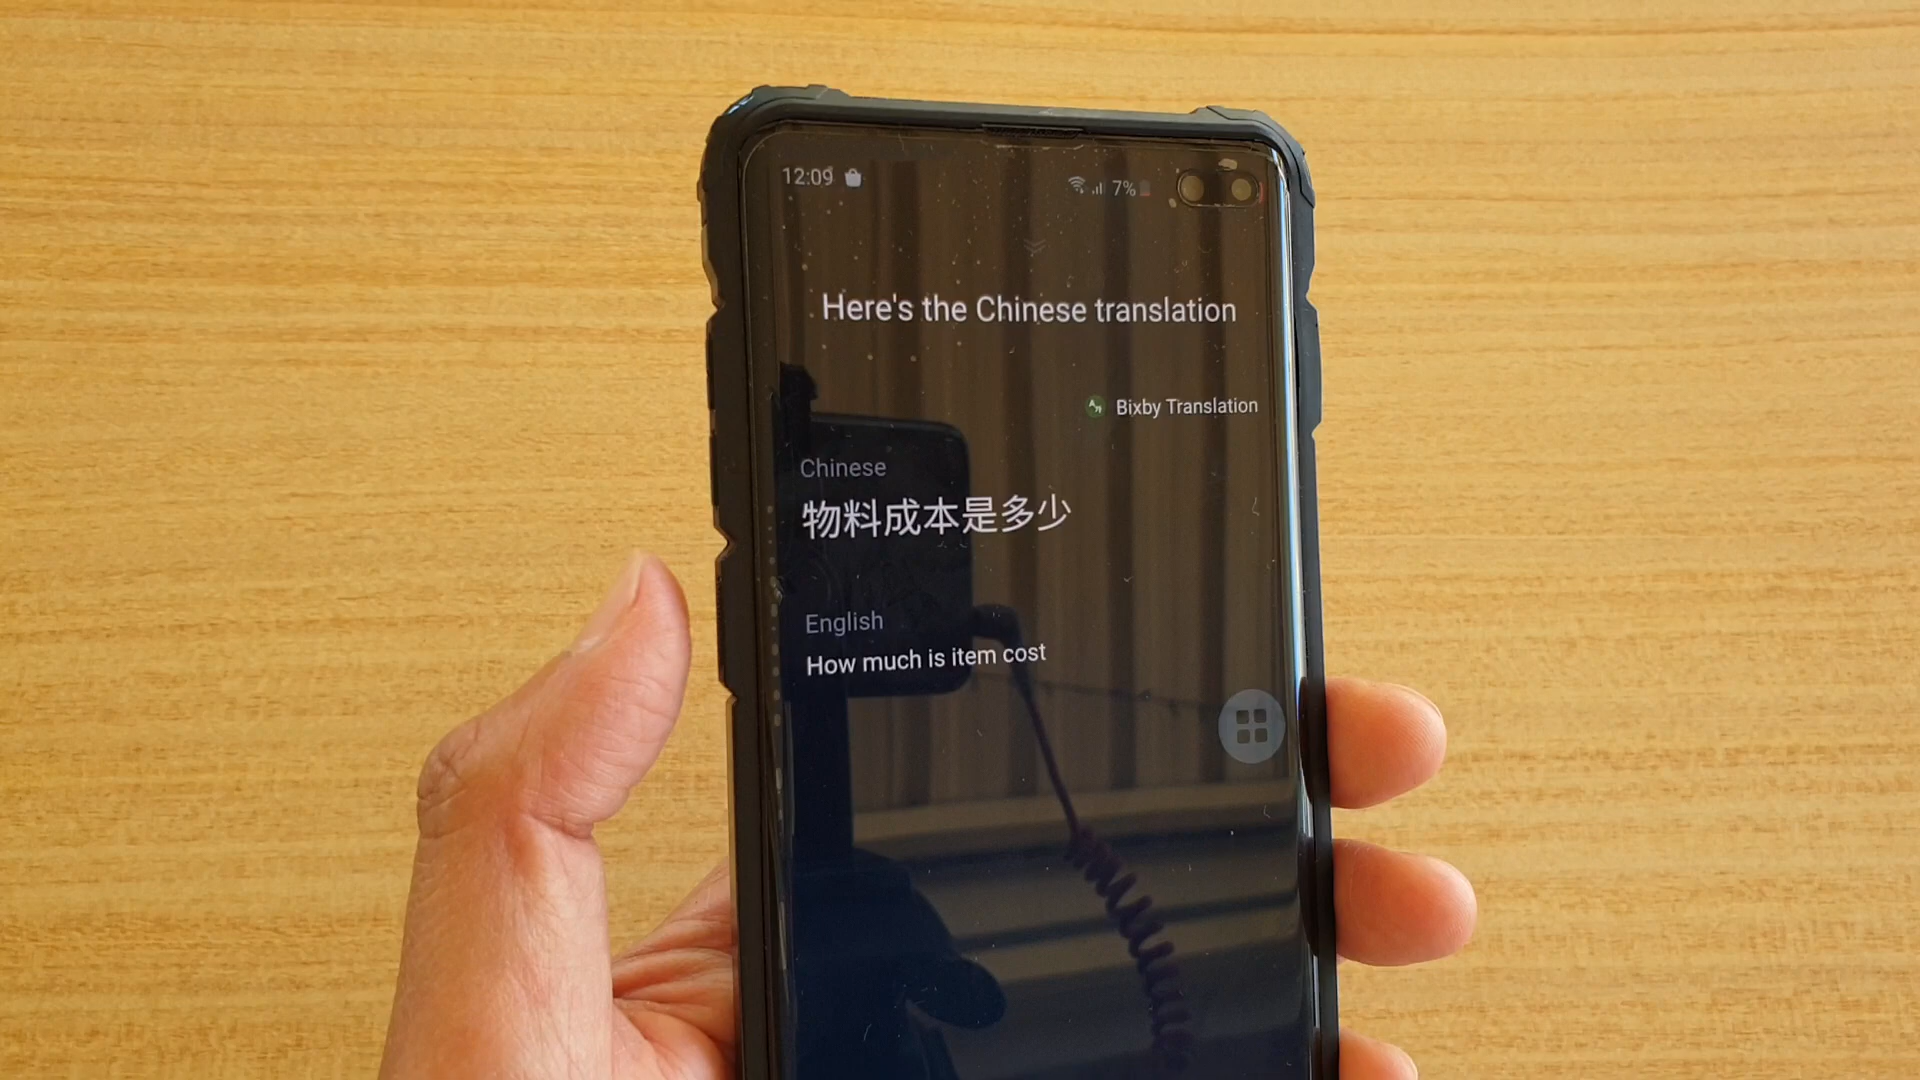 12:09 7%
Here's the Chinese translation
Bixby Translation
Chinese
物料成本是多少
English
How much is item cost